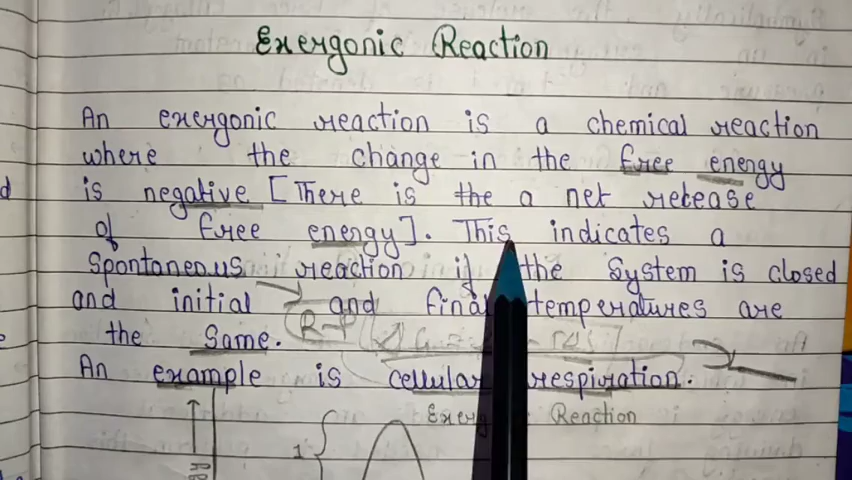 Exergonic Reaction
An exergonic reaction is a chemical reaction
where the change in the free energy
is negative [There is the a net retease
of free energy]. This indicates a
Spontaneous reaction if the System is closed
and initial and final temperatures are
R-P
the Same.
An example is cellular respiration.
Reaction
1